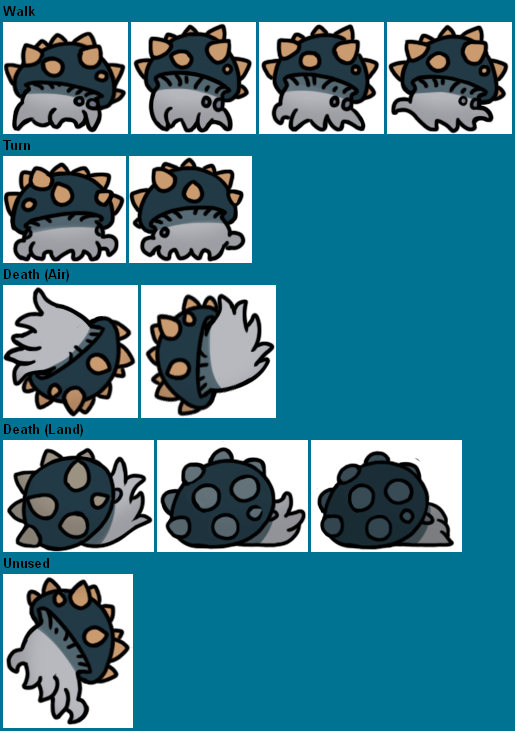 Walk
Turn
Death (Air)
Death (Land)
Unused